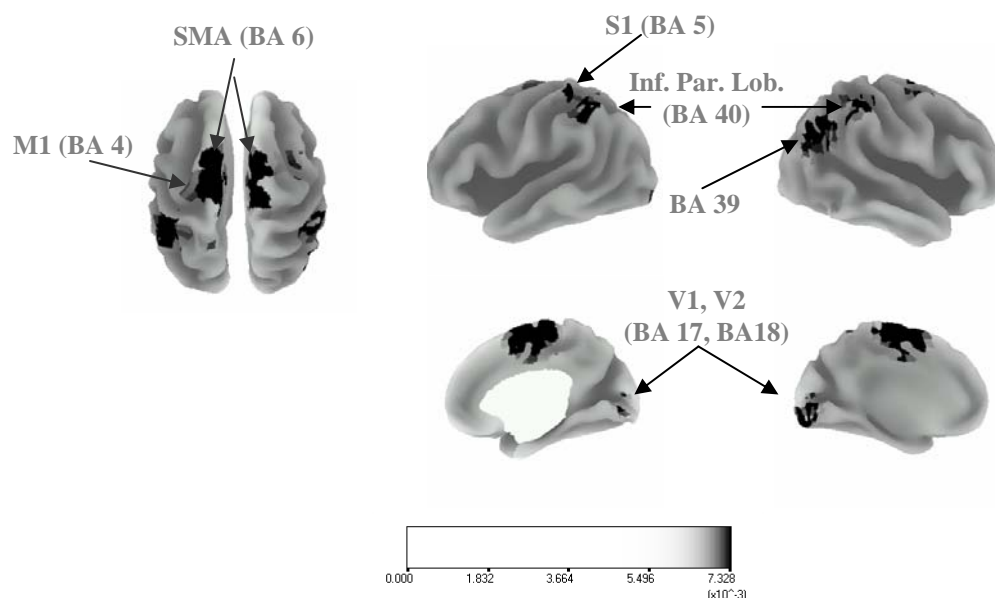 SMA (BA 6)
M1 (BA 4)
S1 (BA 5)
Inf. Par. Lob.
(BA 40)
BA 39
V1, V2
(BA 17, BA18)
0.000 1.832 3.664 5.496 7.328
(x10^-3)